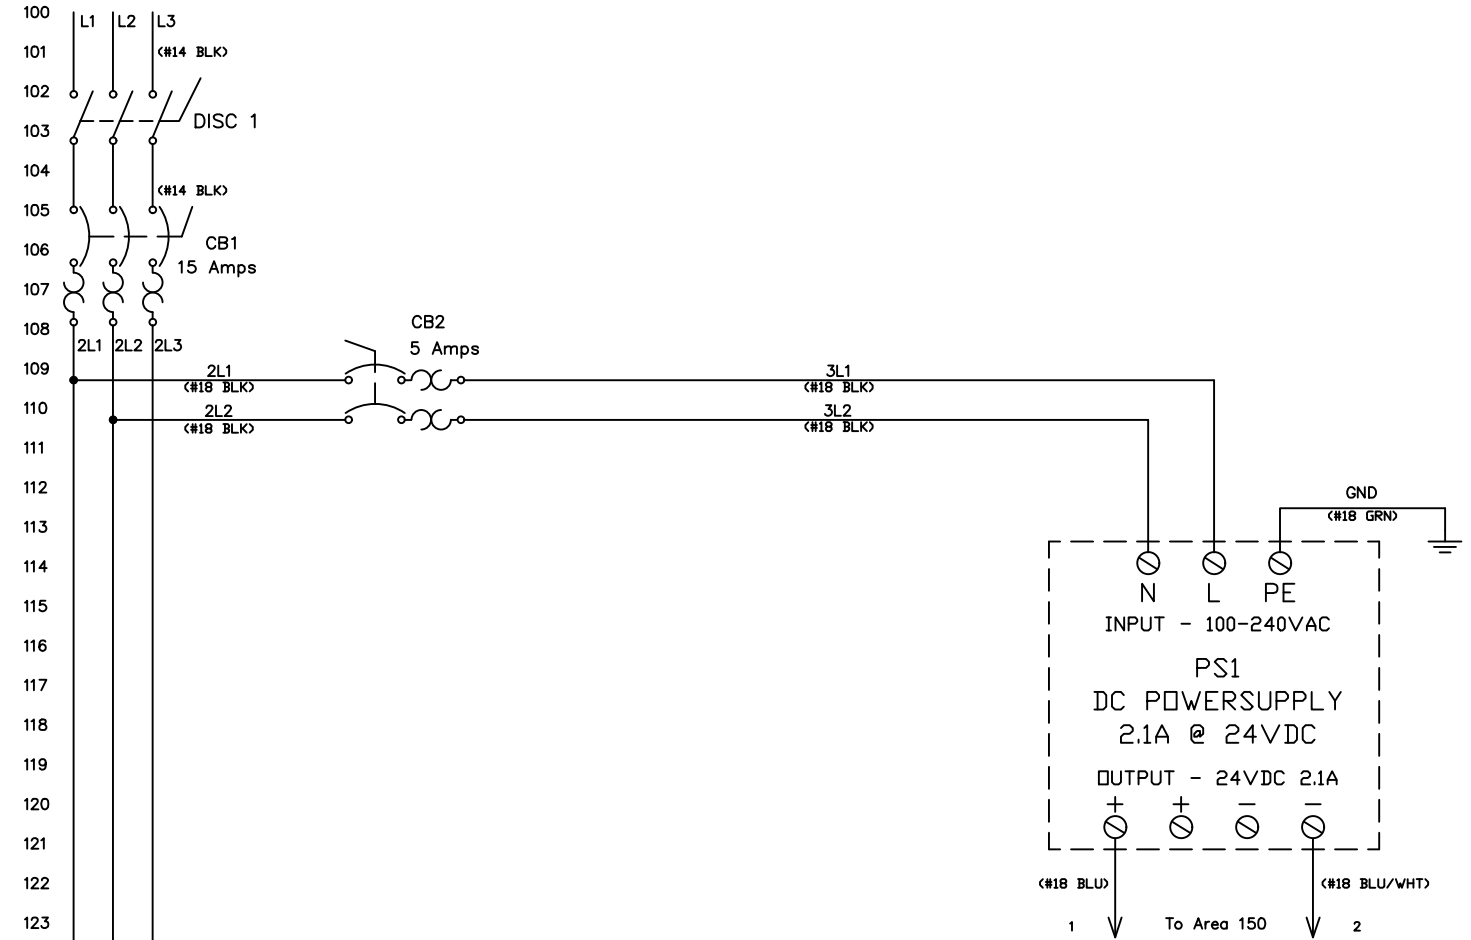 100
L1 L2 L3
101
(#14 BLK)
102
DISC 1
103
104
(#14 BLK)
105
106
CB1
15 Amps
107
108
CB2
5 Amps
2L1 2L2 2L3
109
2L1
(#18 BLK)
3L1
(#18 BLK)
110
2L2
(#18 BLK)
3L2
(#18 BLK)
111
112
GND
(#18 GRN)
113
114
N L PE
115
INPUT - 100-240VAC
116
PS1
117
DC POWERSUPPLY
118
2.1A @ 24VDC
119
OUTPUT - 24VDC 2.1A
120
+ + - -
121
122
(#18 BLU) (#18 BLU/WHT)
123
1 To Area 150 2